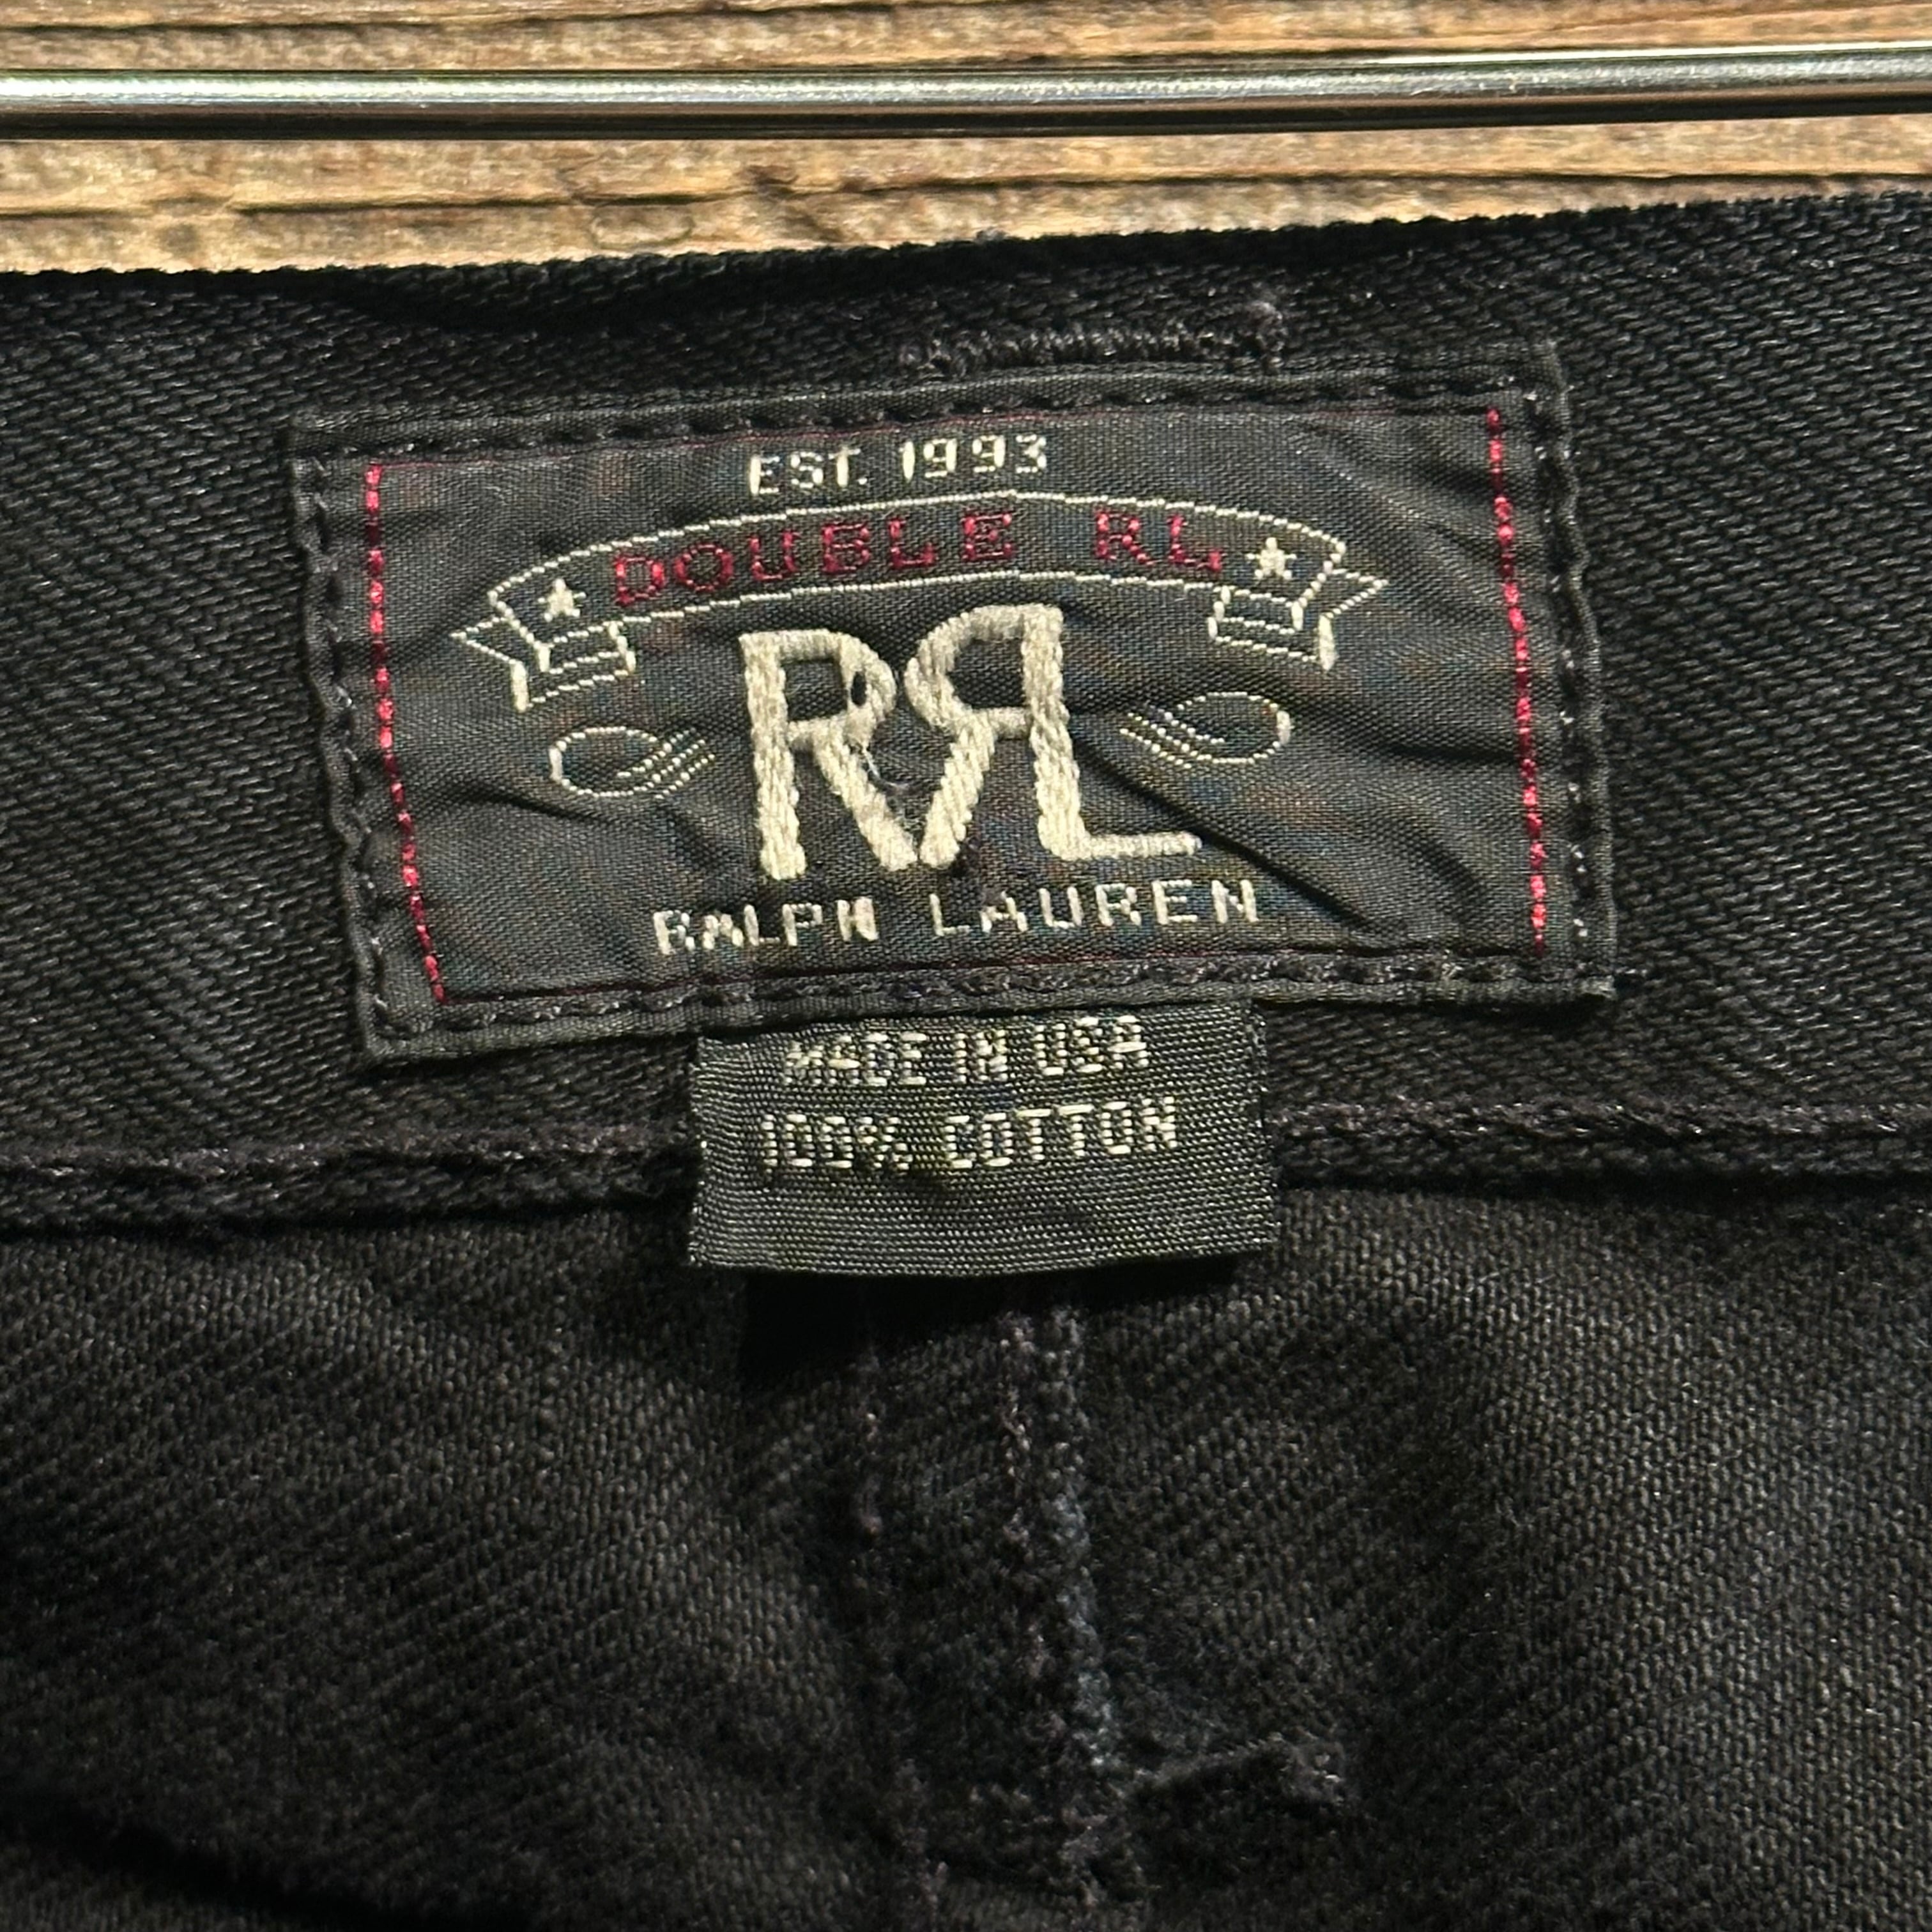 EST. 1993
DOUBLE RL
RRL
RALPH LAUREN
MADE IN USA
100% COTTON